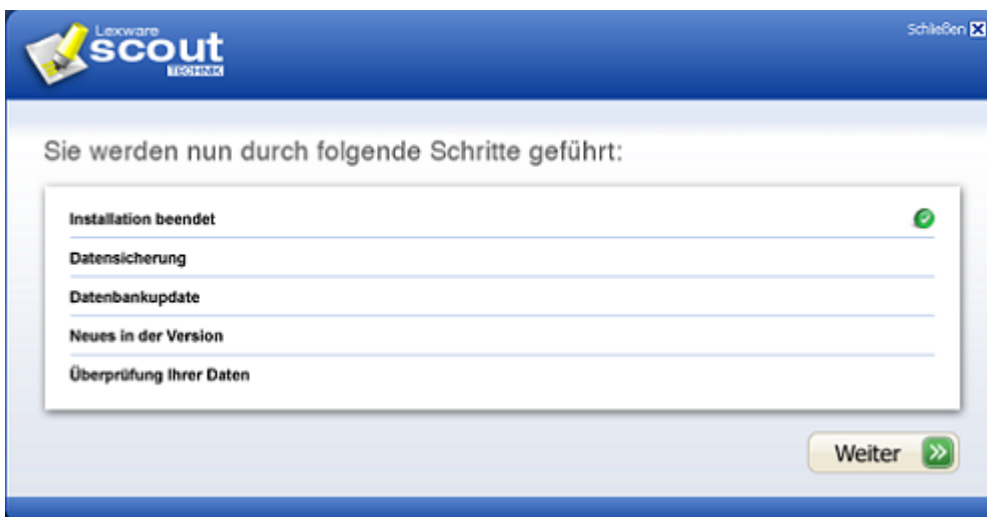 Lexware
scout
TECHNIK
Schließen
Sie werden nun durch folgende Schritte geführt:
Installation beendet
Datensicherung
Datenbankupdate
Neues in der Version
Überprüfung Ihrer Daten
Weiter